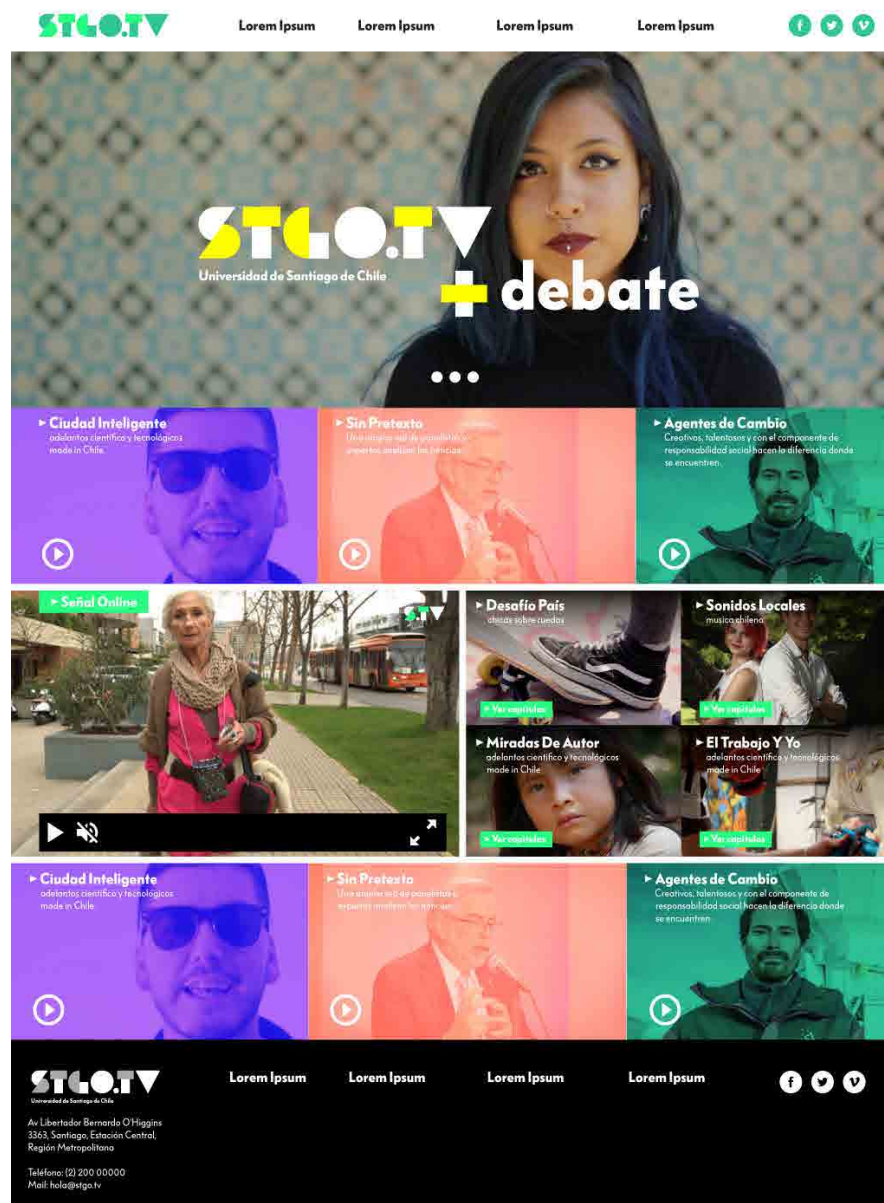 STGO.TV
Lorem Ipsum
Lorem Ipsum
Lorem Ipsum
Lorem Ipsum
STGO.TV
Universidad de Santiago de Chile
+ debate
Ciudad Inteligente
adelantos científico y tecnológicos
made in Chile.
Sin Pretexto
Agentes de Cambio
Creativos, talentosos y con el componente de
responsabilidad social hacen la diferencia donde
se encuentren.
Señal Online
STV
Desafío País
chicas sobre ruedas
Ver capítulos
Sonidos Locales
musica chilena
Ver capítulos
Miradas De Autor
adelantos científico y tecnológicos
made in Chile
Ver capítulos
El Trabajo Y Yo
adelantos científico y tecnológicos
made in Chile
Ver capítulos
Ciudad Inteligente
adelantos científico y tecnológicos
made in Chile
Sin Pretexto
Agentes de Cambio
Creativos, talentosos y con el componente de
responsabilidad social hacen la diferencia donde
se encuentren
STGO.TV
Universidad de Santiago de Chile
Lorem Ipsum
Lorem Ipsum
Lorem Ipsum
Lorem Ipsum
Av Libertador Bernardo O'Higgins
3363, Santiago, Estación Central,
Región Metropolitana
Teléfono: (2) 200 00000
Mail: hola@stgo.tv